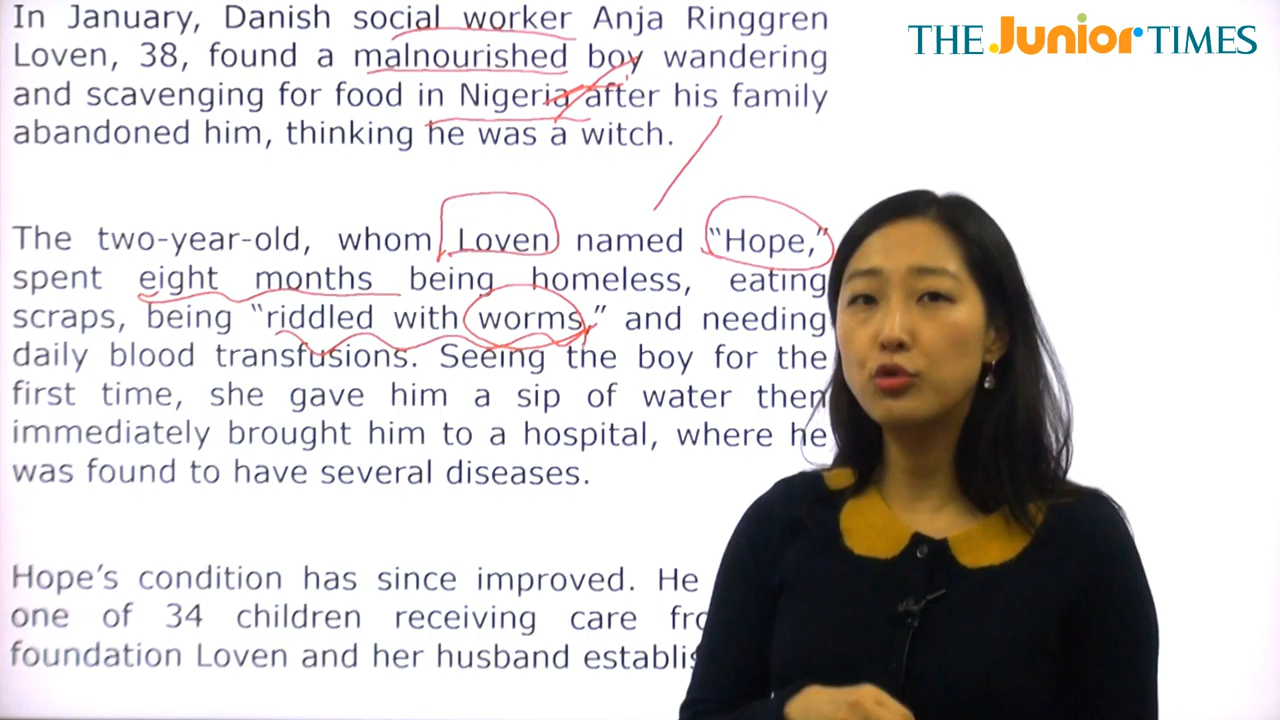 In January, Danish social worker Anja Ringgren
Loven, 38, found a malnourished boy wandering
and scavenging for food in Nigeria after his family
abandoned him, thinking he was a witch.
The two-year-old, whom Loven named "Hope,"
spent eight months being homeless, eating
scraps, being "riddled with worms," and needing
daily blood transfusions. Seeing the boy for the
first time, she gave him a sip of water then
immediately brought him to a hospital, where he
was found to have several diseases.
Hope's condition has since improved. He
one of 34 children receiving care
foundation Loven and her husband
THE Junior TIMES